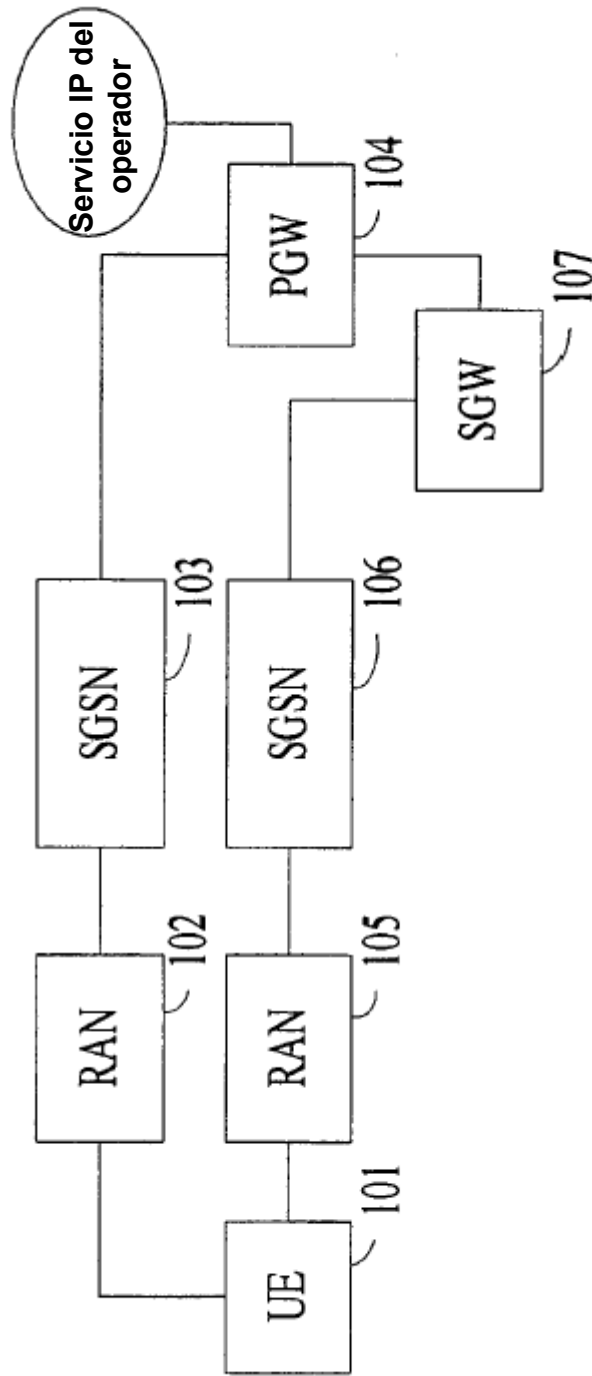 Servicio IP del
operador
RAN
102
SGSN
103
PGW
104
UE
101
RAN
105
SGSN
106
SGW
107